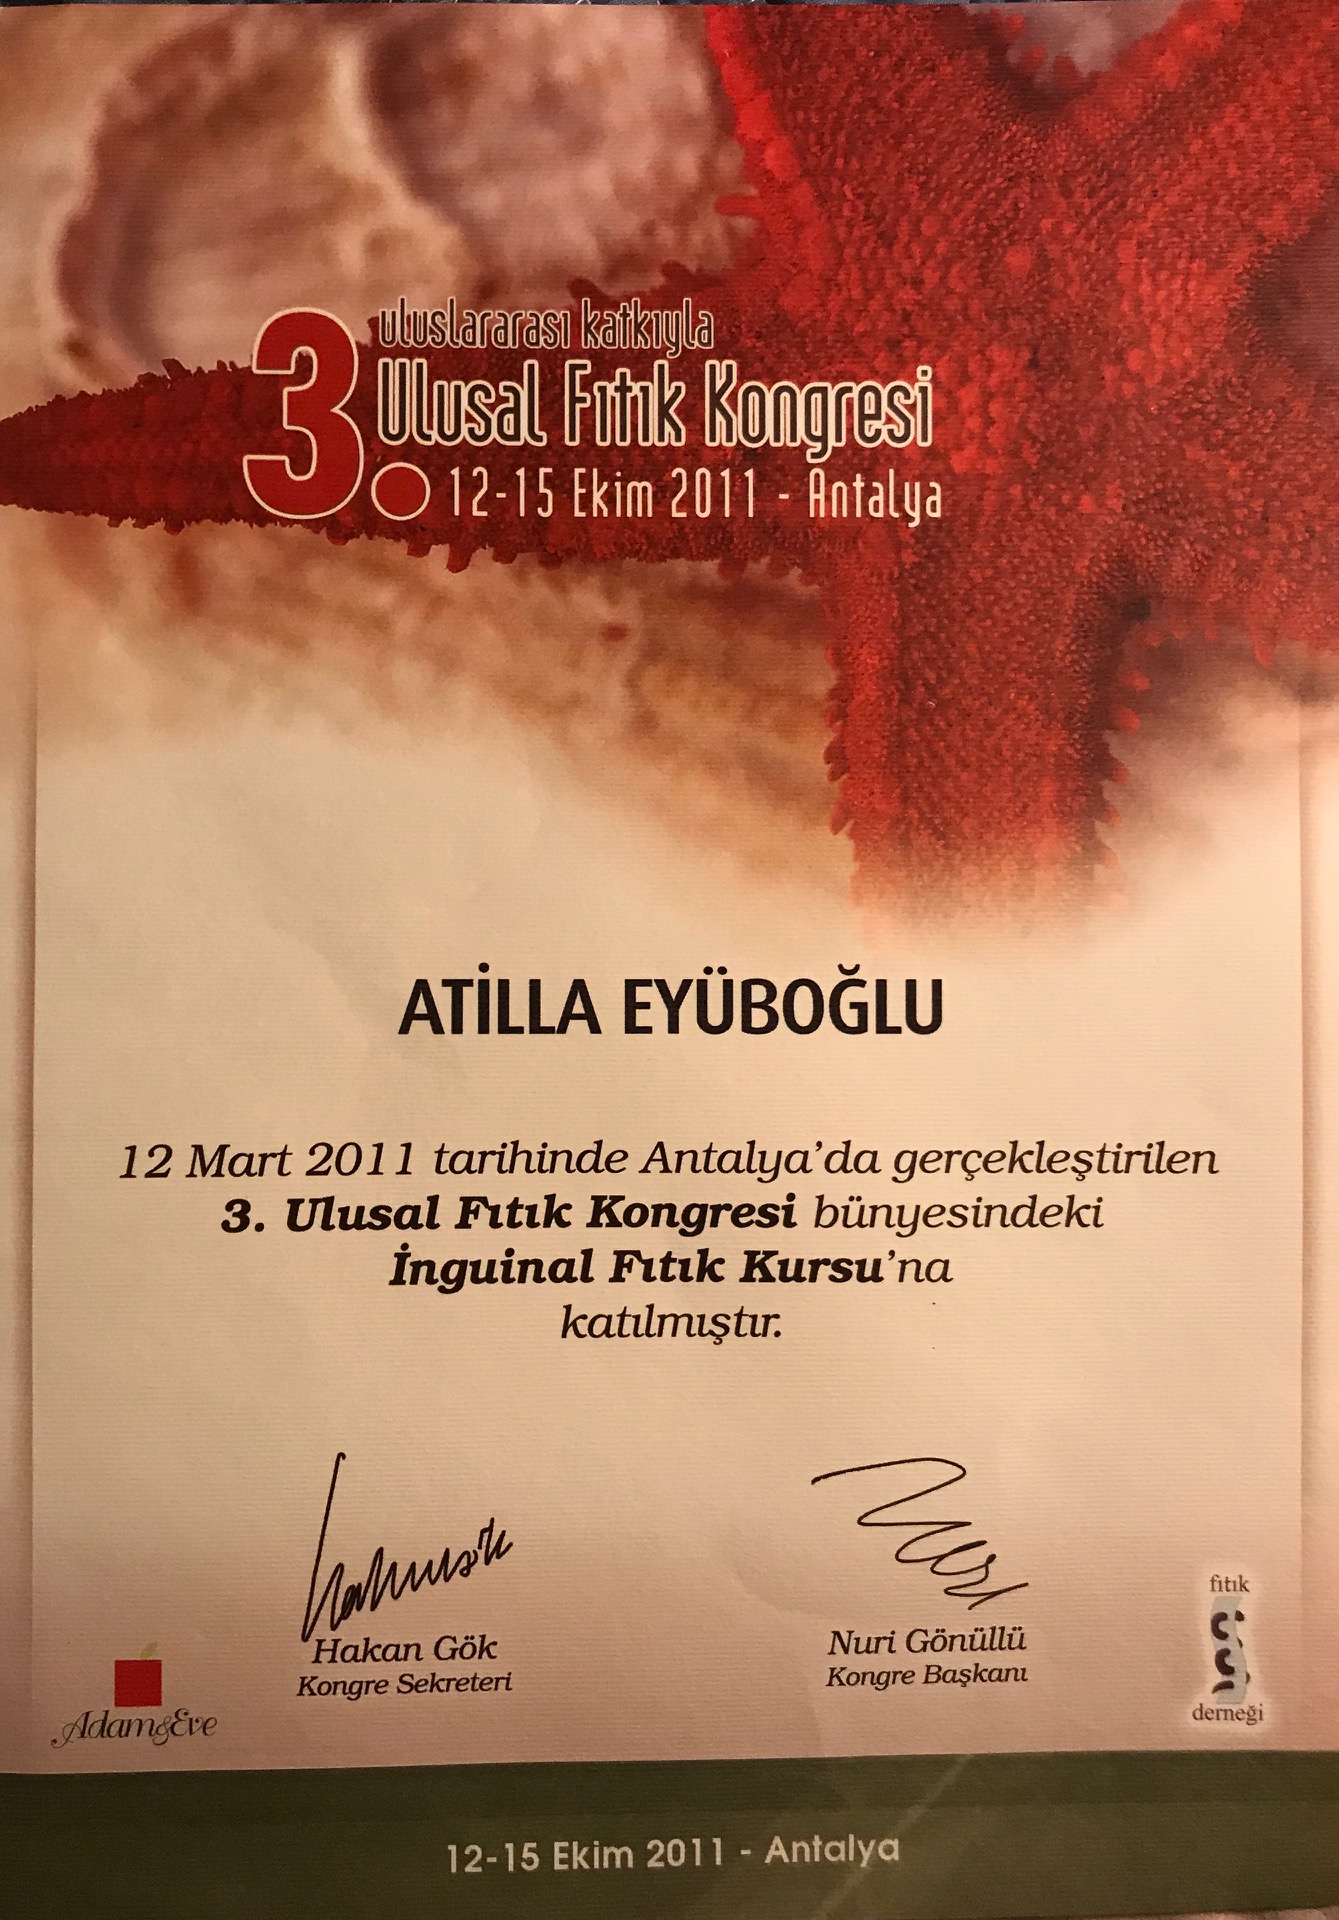 3.
uluslararası katkıyla
Ulusal Fıtık Kongresi
12-15 Ekim 2011 - Antalya
ATİLLA EYÜBOĞLU
12 Mart 2011 tarihinde Antalya'da gerçekleştirilen
3. Ulusal Fıtık Kongresi bünyesindeki
İnguinal Fıtık Kursu'na
katılmıştır.
Hakan Gök
Kongre Sekreteri
Nuri Gönüllü
Kongre Başkanı
Adam&Eve
fıtık
derneği
12-15 Ekim 2011 - Antalya